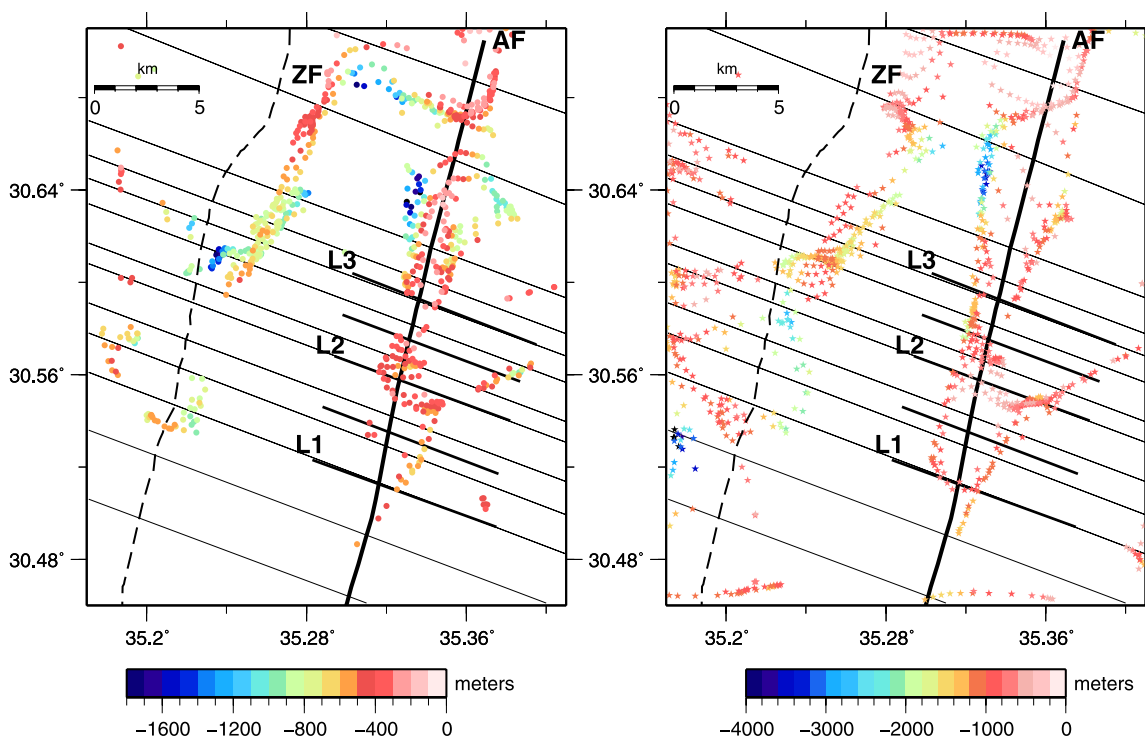 AF
ZF
km
0 5
30.64°
L3
L2
30.56°
L1
30.48°
35.2° 35.28° 35.36°
meters
−1600 −1200 −800 −400 0
AF
ZF
km
0 5
30.64°
L3
L2
30.56°
L1
30.48°
35.2° 35.28° 35.36°
meters
−4000 −3000 −2000 −1000 0